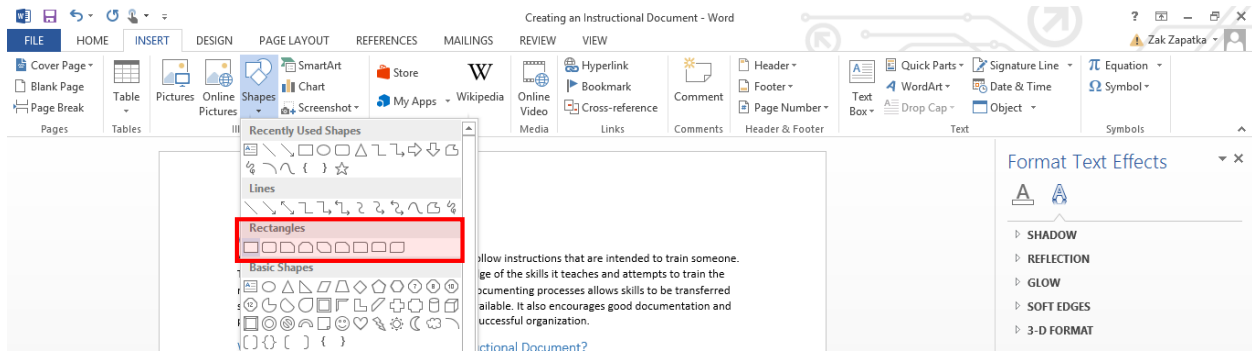 Creating an Instructional Document - Word
FILE HOME INSERT DESIGN PAGE LAYOUT REFERENCES MAILINGS REVIEW VIEW Zak Zapatka
Cover Page
Blank Page
Page Break
Pages
Table
Tables
Pictures
Online Pictures
Shapes
SmartArt
Chart
Screenshot
Store
My Apps
Wikipedia
Online Video
Media
Hyperlink
Bookmark
Cross-reference
Links
Comment
Comments
Header
Footer
Page Number
Header & Footer
Text Box
Quick Parts
WordArt
Drop Cap
Signature Line
Date & Time
Object
Text
Equation
Symbol
Symbols
Recently Used Shapes
Lines
Rectangles
Basic Shapes
instructions that are intended to train someone.
of the skills it teaches and attempts to train the
processes allows skills to be transferred
It also encourages good documentation and
organization.
Document?
Format Text Effects
SHADOW
REFLECTION
GLOW
SOFT EDGES
3-D FORMAT